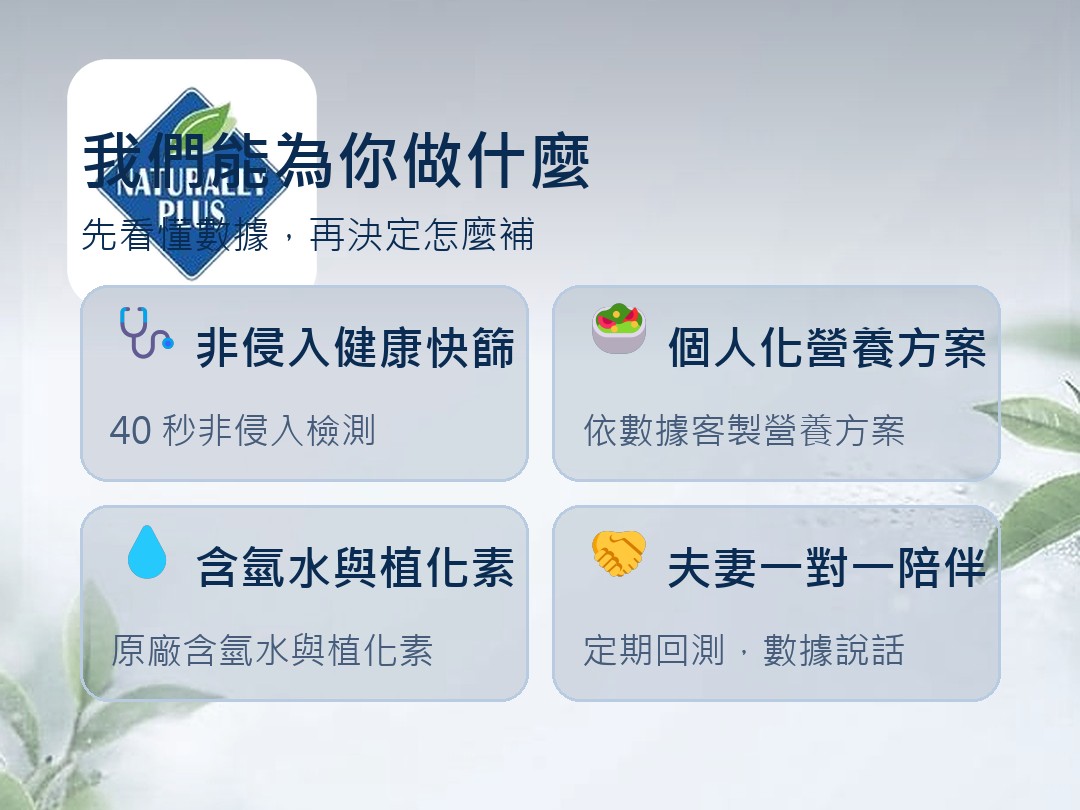 我們能為你做什麼
NATURALLY
PLUS
先看懂數據，再決定怎麼補
非侵入健康快篩
40 秒非侵入檢測
個人化營養方案
依數據客製營養方案
含氫水與植化素
原廠含氫水與植化素
夫妻一對一陪伴
定期回測，數據說話